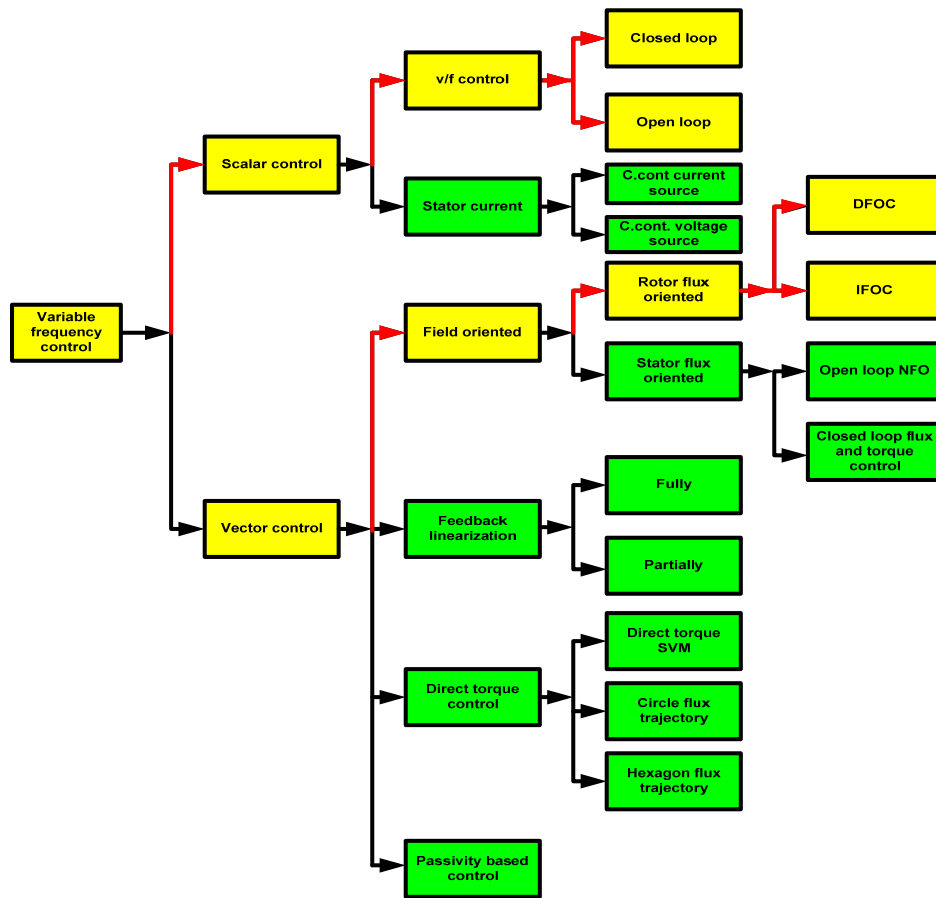 Closed loop
v/f control
Open loop
Scalar control
C.cont current
source
Stator current
C.cont. voltage
source
DFOC
Rotor flux
oriented
IFOC
Variable
frequency
control
Field oriented
Stator flux
oriented
Open loop NFO
Closed loop flux
and torque
control
Fully
Vector control
Feedback
linearization
Partially
Direct torque
SVM
Direct torque
control
Circle flux
trajectory
Hexagon flux
trajectory
Passivity based
control